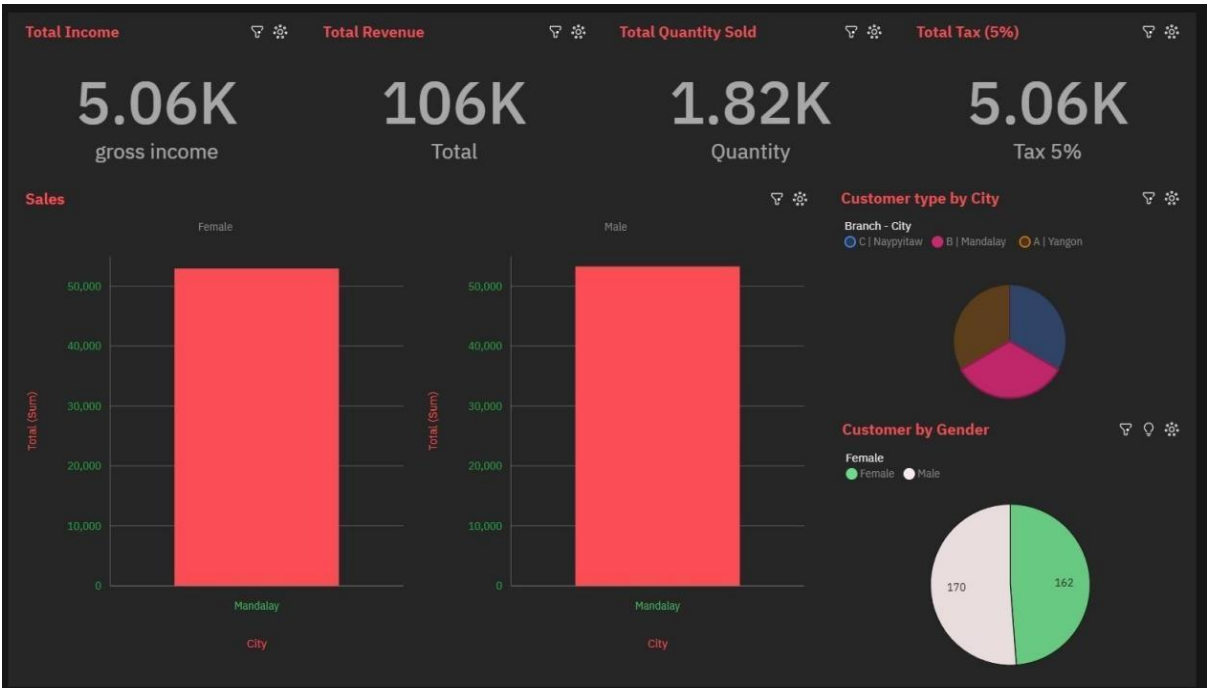 Total Income
Total Revenue
Total Quantity Sold
Total Tax (5%)
5.06K
106K
1.82K
5.06K
gross income
Total
Quantity
Tax 5%
Sales
Female
Male
Total (Sum)
50,000
40,000
30,000
20,000
10,000
0
Mandalay
City
Total (Sum)
50,000
40,000
30,000
20,000
10,000
0
Mandalay
City
Customer type by City
Branch - City
C | Naypyitaw B | Mandalay A | Yangon
Customer by Gender
Female
Female Male
170
162